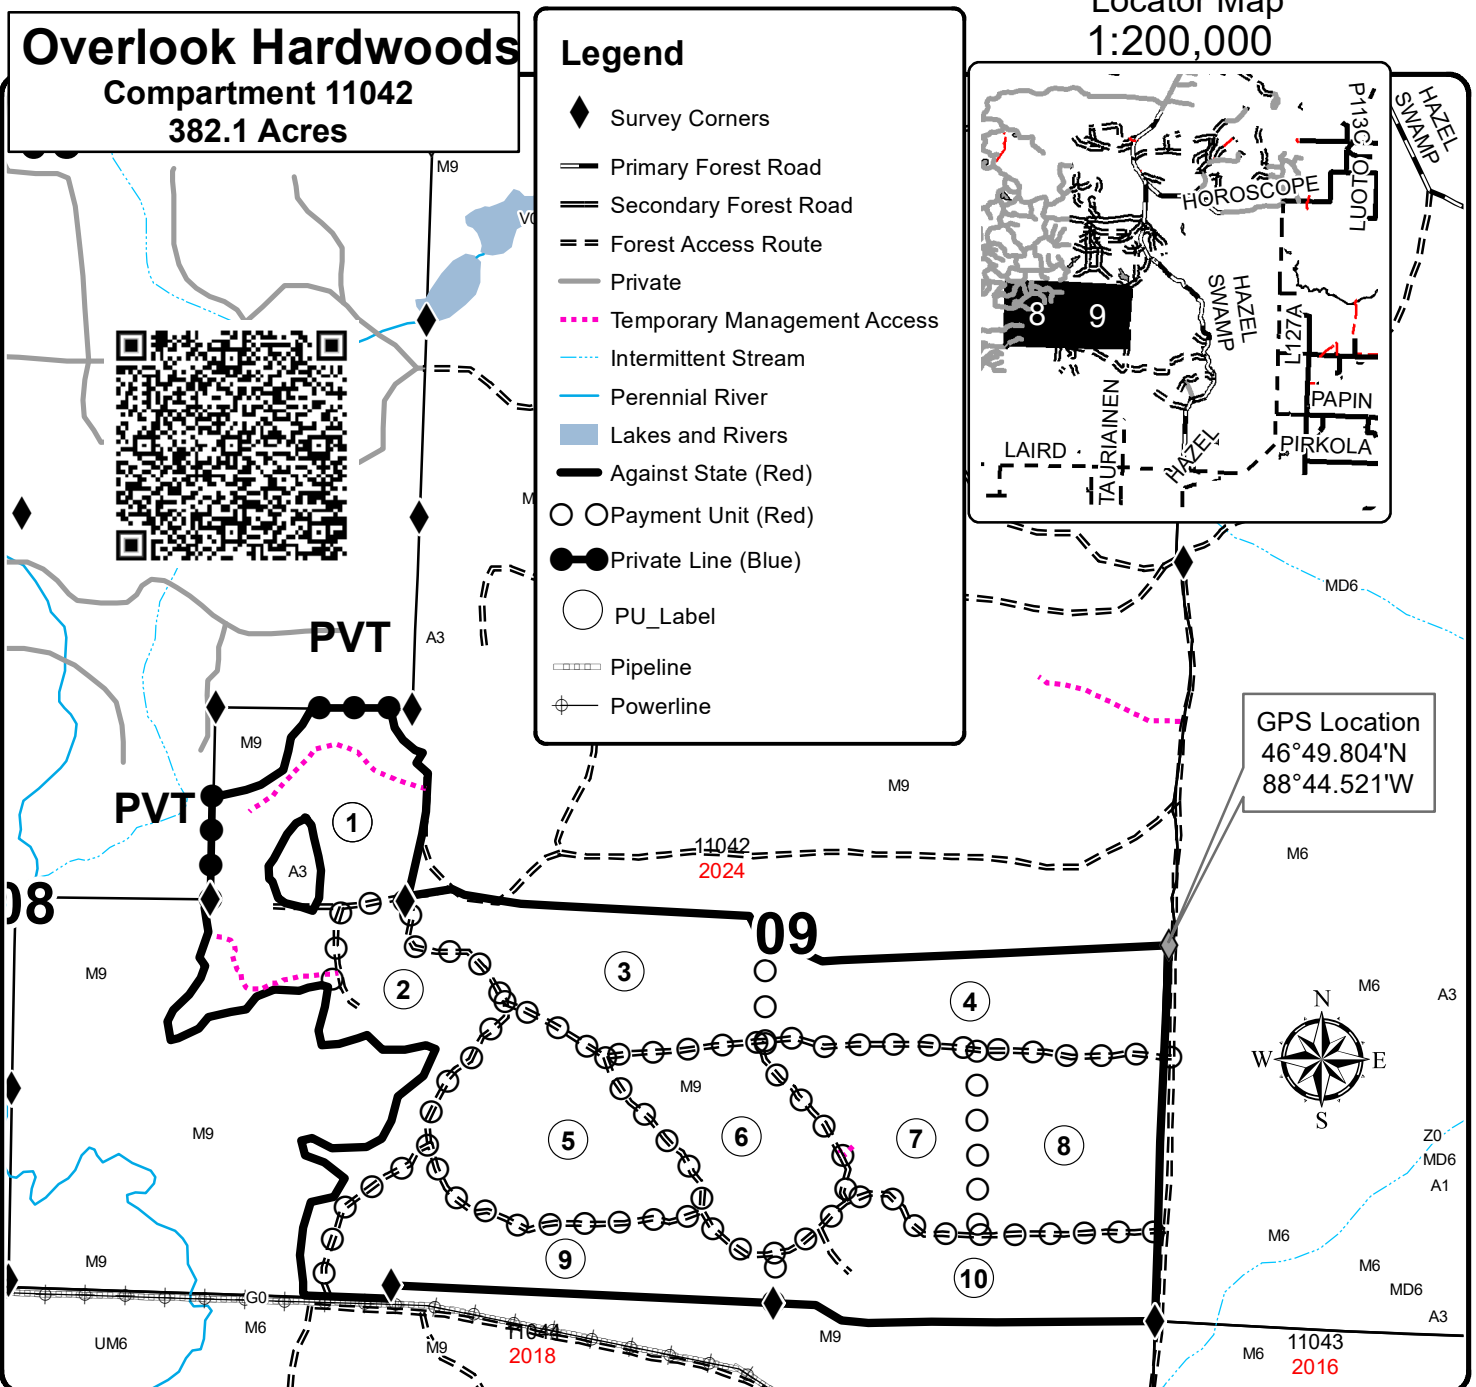 Overlook Hardwoods
Compartment 11042
382.1 Acres
Legend
Survey Corners
Primary Forest Road
Secondary Forest Road
Forest Access Route
Private
Temporary Management Access
Intermittent Stream
Perennial River
Lakes and Rivers
Against State (Red)
Payment Unit (Red)
Private Line (Blue)
PU_Label
Pipeline
Powerline
Locator Map
1:200,000
P113C
HAZEL
SWAMP
LUOTO
HOROSCOPE
HAZEL
SWAMP
8
9
L127A
TAURIAINEN
LAIRD
HAZEL
PAPIN
PIRKOLA
M9
A3
MD6
PVT
M9
PVT
1
A3
GPS Location
46°49.804'N
88°44.521'W
M9
11042
2024
M6
08
09
M9
2
3
4
M6
A3
N
W
E
S
M9
M9
5
6
7
8
Z0
MD6
A1
M9
9
10
M6
M6
MD6
A3
G0
M6
UM6
M9
11044
2018
M9
11043
2016
M6